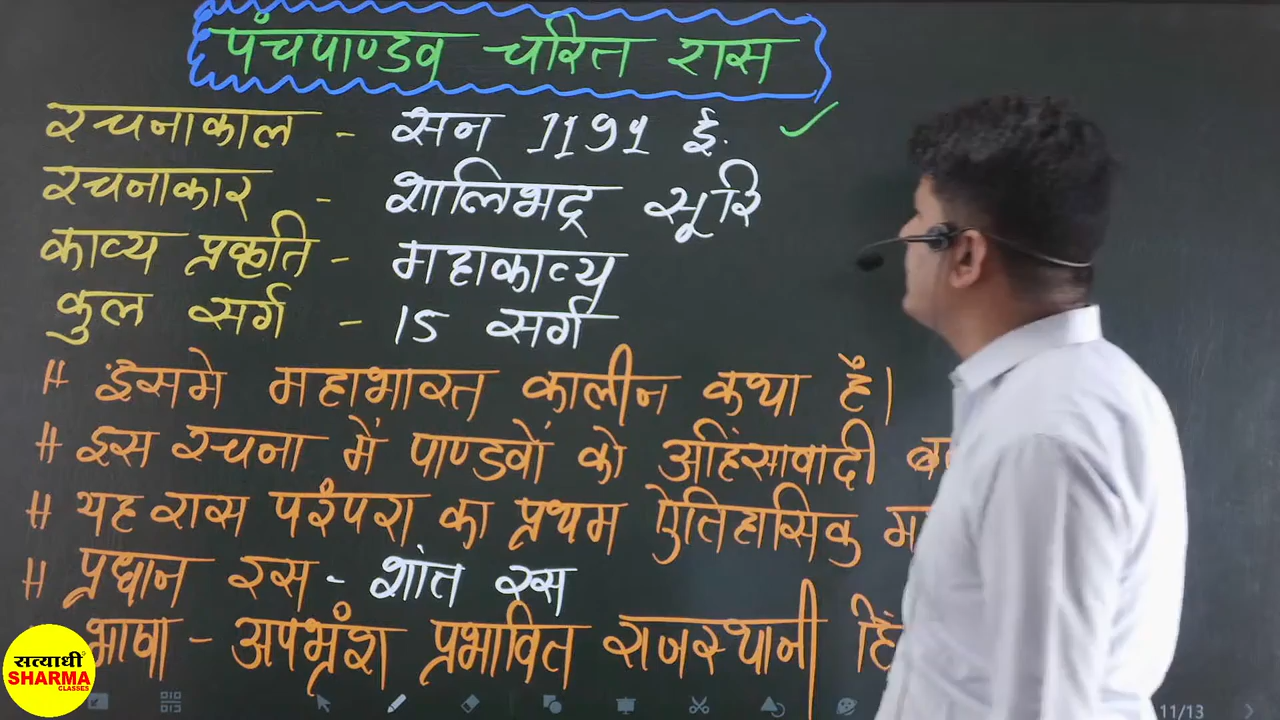 पंचपाण्डव चरित रास
रचनाकाल - सन 1191 ई.
रचनाकार - शालिभद्र सूरि
काव्य प्रकृति - महाकाव्य
कुल सर्ग - 15 सर्ग
# इसमे महाभारत कालीन कथा है।
# इस रचना में पाण्डवों को अहिंसावादी
# यह रास परंपरा का प्रथम ऐतिहासिक
# प्रधान रस - शांत रस
भाषा - अपभ्रंश प्रभावित राजस्थानी
सत्यार्थी
SHARMA
CLASSES
11/13